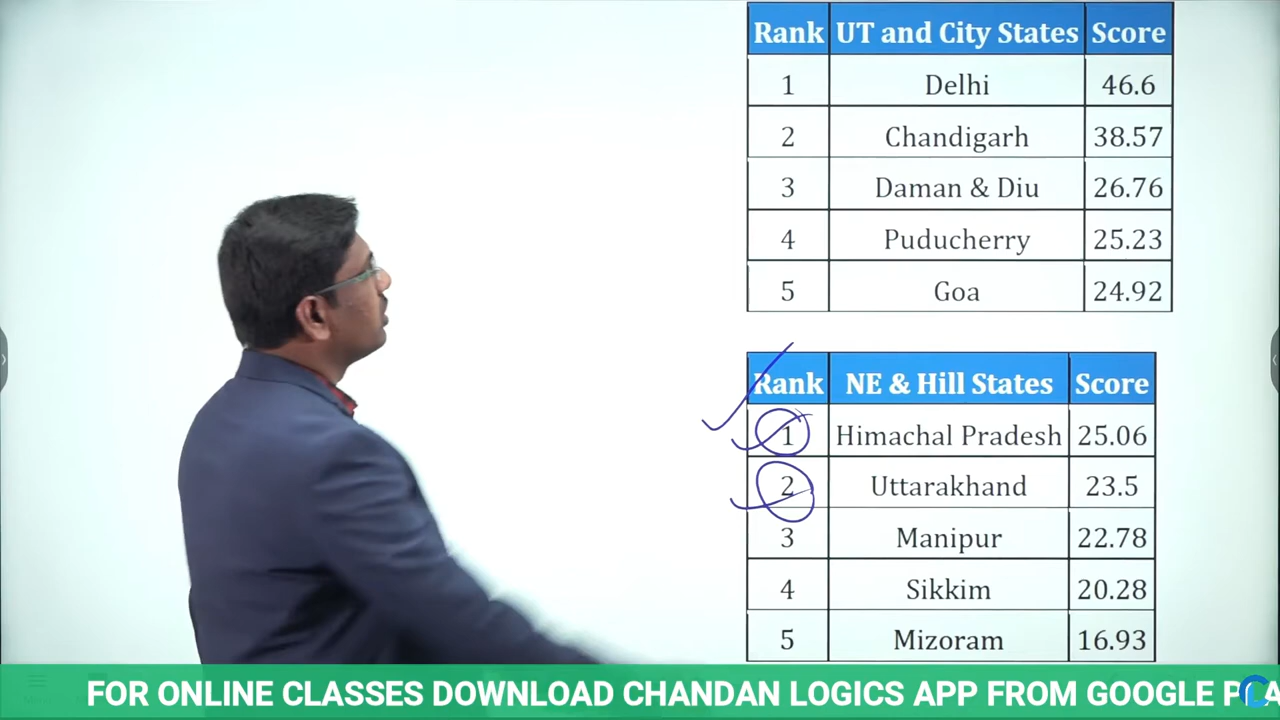 Rank UT and City States Score
1 Delhi 46.6
2 Chandigarh 38.57
3 Daman & Diu 26.76
4 Puducherry 25.23
5 Goa 24.92
Rank NE & Hill States Score
1 Himachal Pradesh 25.06
2 Uttarakhand 23.5
3 Manipur 22.78
4 Sikkim 20.28
5 Mizoram 16.93
FOR ONLINE CLASSES DOWNLOAD CHANDAN LOGICS APP FROM GOOGLE